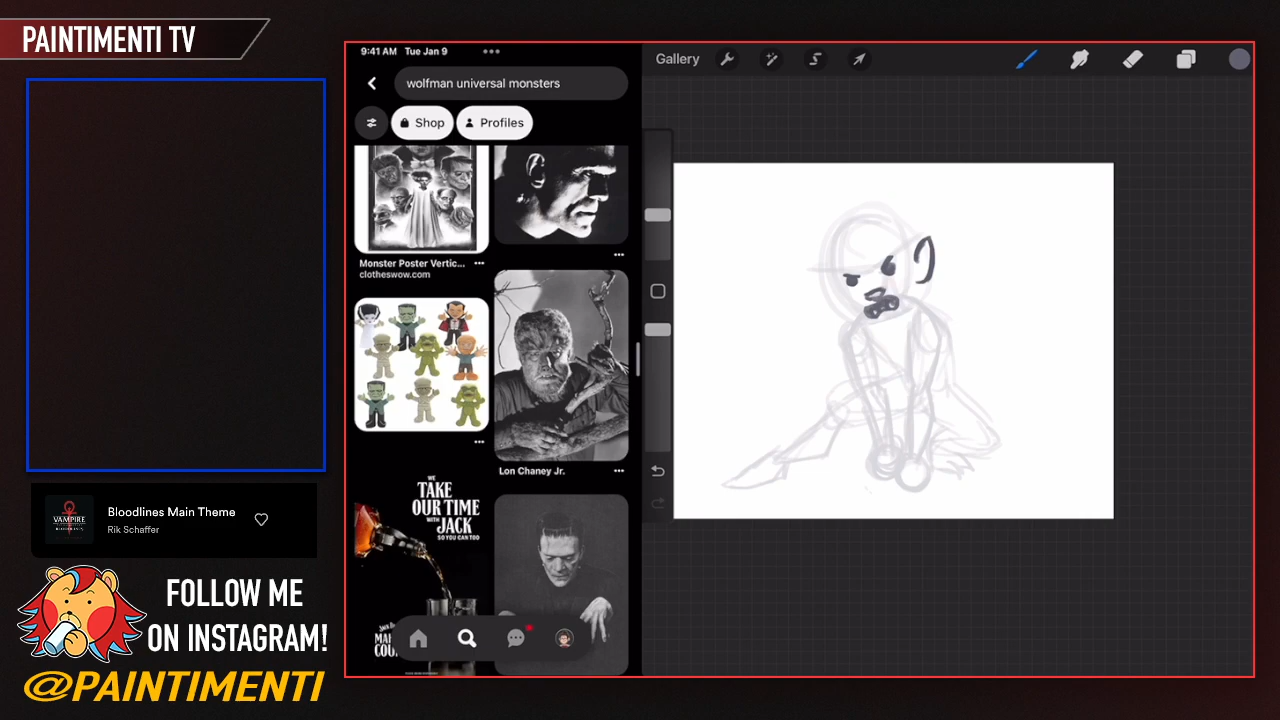 PAINTIMENTI TV
9:41 AM Tue Jan 9
wolfman universal monsters
Shop
Profiles
Monster Poster Vertic...
clotheswow.com
Lon Chaney Jr.
WE
TAKE
OUR TIME
WITH
JACK
SO YOU CAN TOO
Gallery
VAMPIRE
Bloodlines Main Theme
Rik Schaffer
FOLLOW ME
ON INSTAGRAM!
@PAINTIMENTI